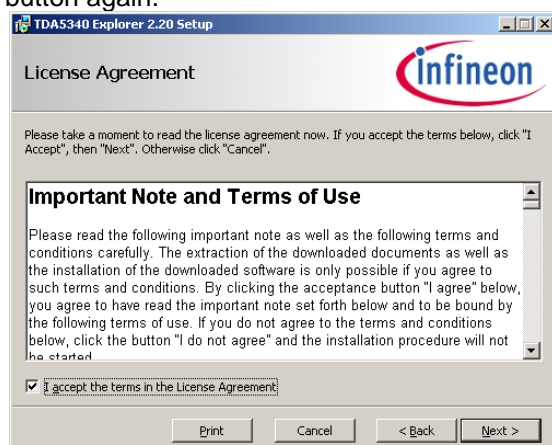 button again.
TDA5340 Explorer 2.20 Setup
License Agreement
infineon
Please take a moment to read the license agreement now. If you accept the terms below, click "I
Accept", then "Next". Otherwise click "Cancel".
Important Note and Terms of Use
Please read the following important note as well as the following terms and
conditions carefully. The extraction of the downloaded documents as well as
the installation of the downloaded software is only possible if you agree to
such terms and conditions. By clicking the acceptance button "I agree" below,
you agree to have read the important note set forth below and to be bound by
the following terms of use. If you do not agree to the terms and conditions
below, click the button "I do not agree" and the installation procedure will not
be started
I accept the terms in the License Agreement
Print Cancel < Back Next >